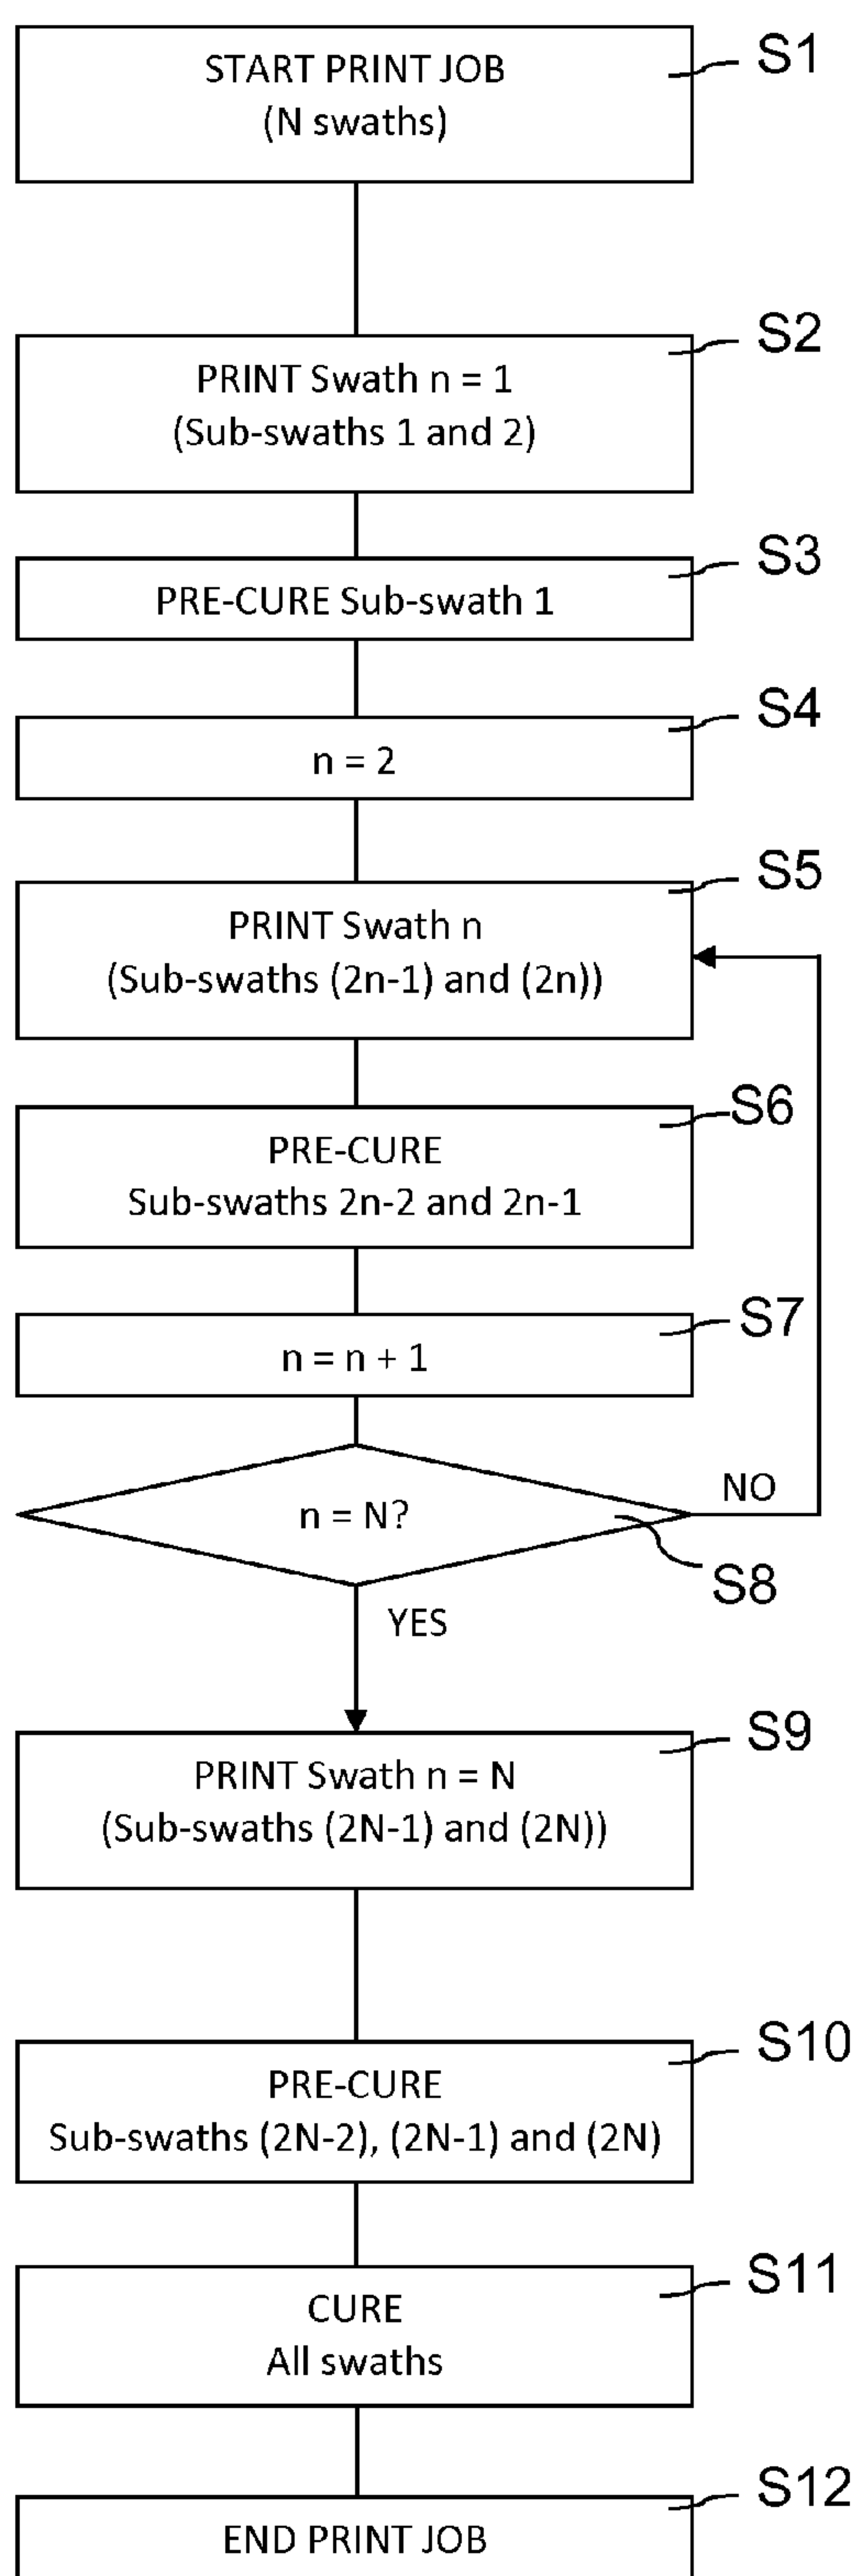 START PRINT JOB
(N swaths)
S1
PRINT Swath n = 1
(Sub-swaths 1 and 2)
S2
PRE-CURE Sub-swath 1
S3
n = 2
S4
PRINT Swath n
(Sub-swaths (2n-1) and (2n))
S5
PRE-CURE
Sub-swaths 2n-2 and 2n-1
S6
n = n + 1
S7
n = N?
NO
S8
YES
PRINT Swath n = N
(Sub-swaths (2N-1) and (2N))
S9
PRE-CURE
Sub-swaths (2N-2), (2N-1) and (2N)
S10
CURE
All swaths
S11
END PRINT JOB
S12